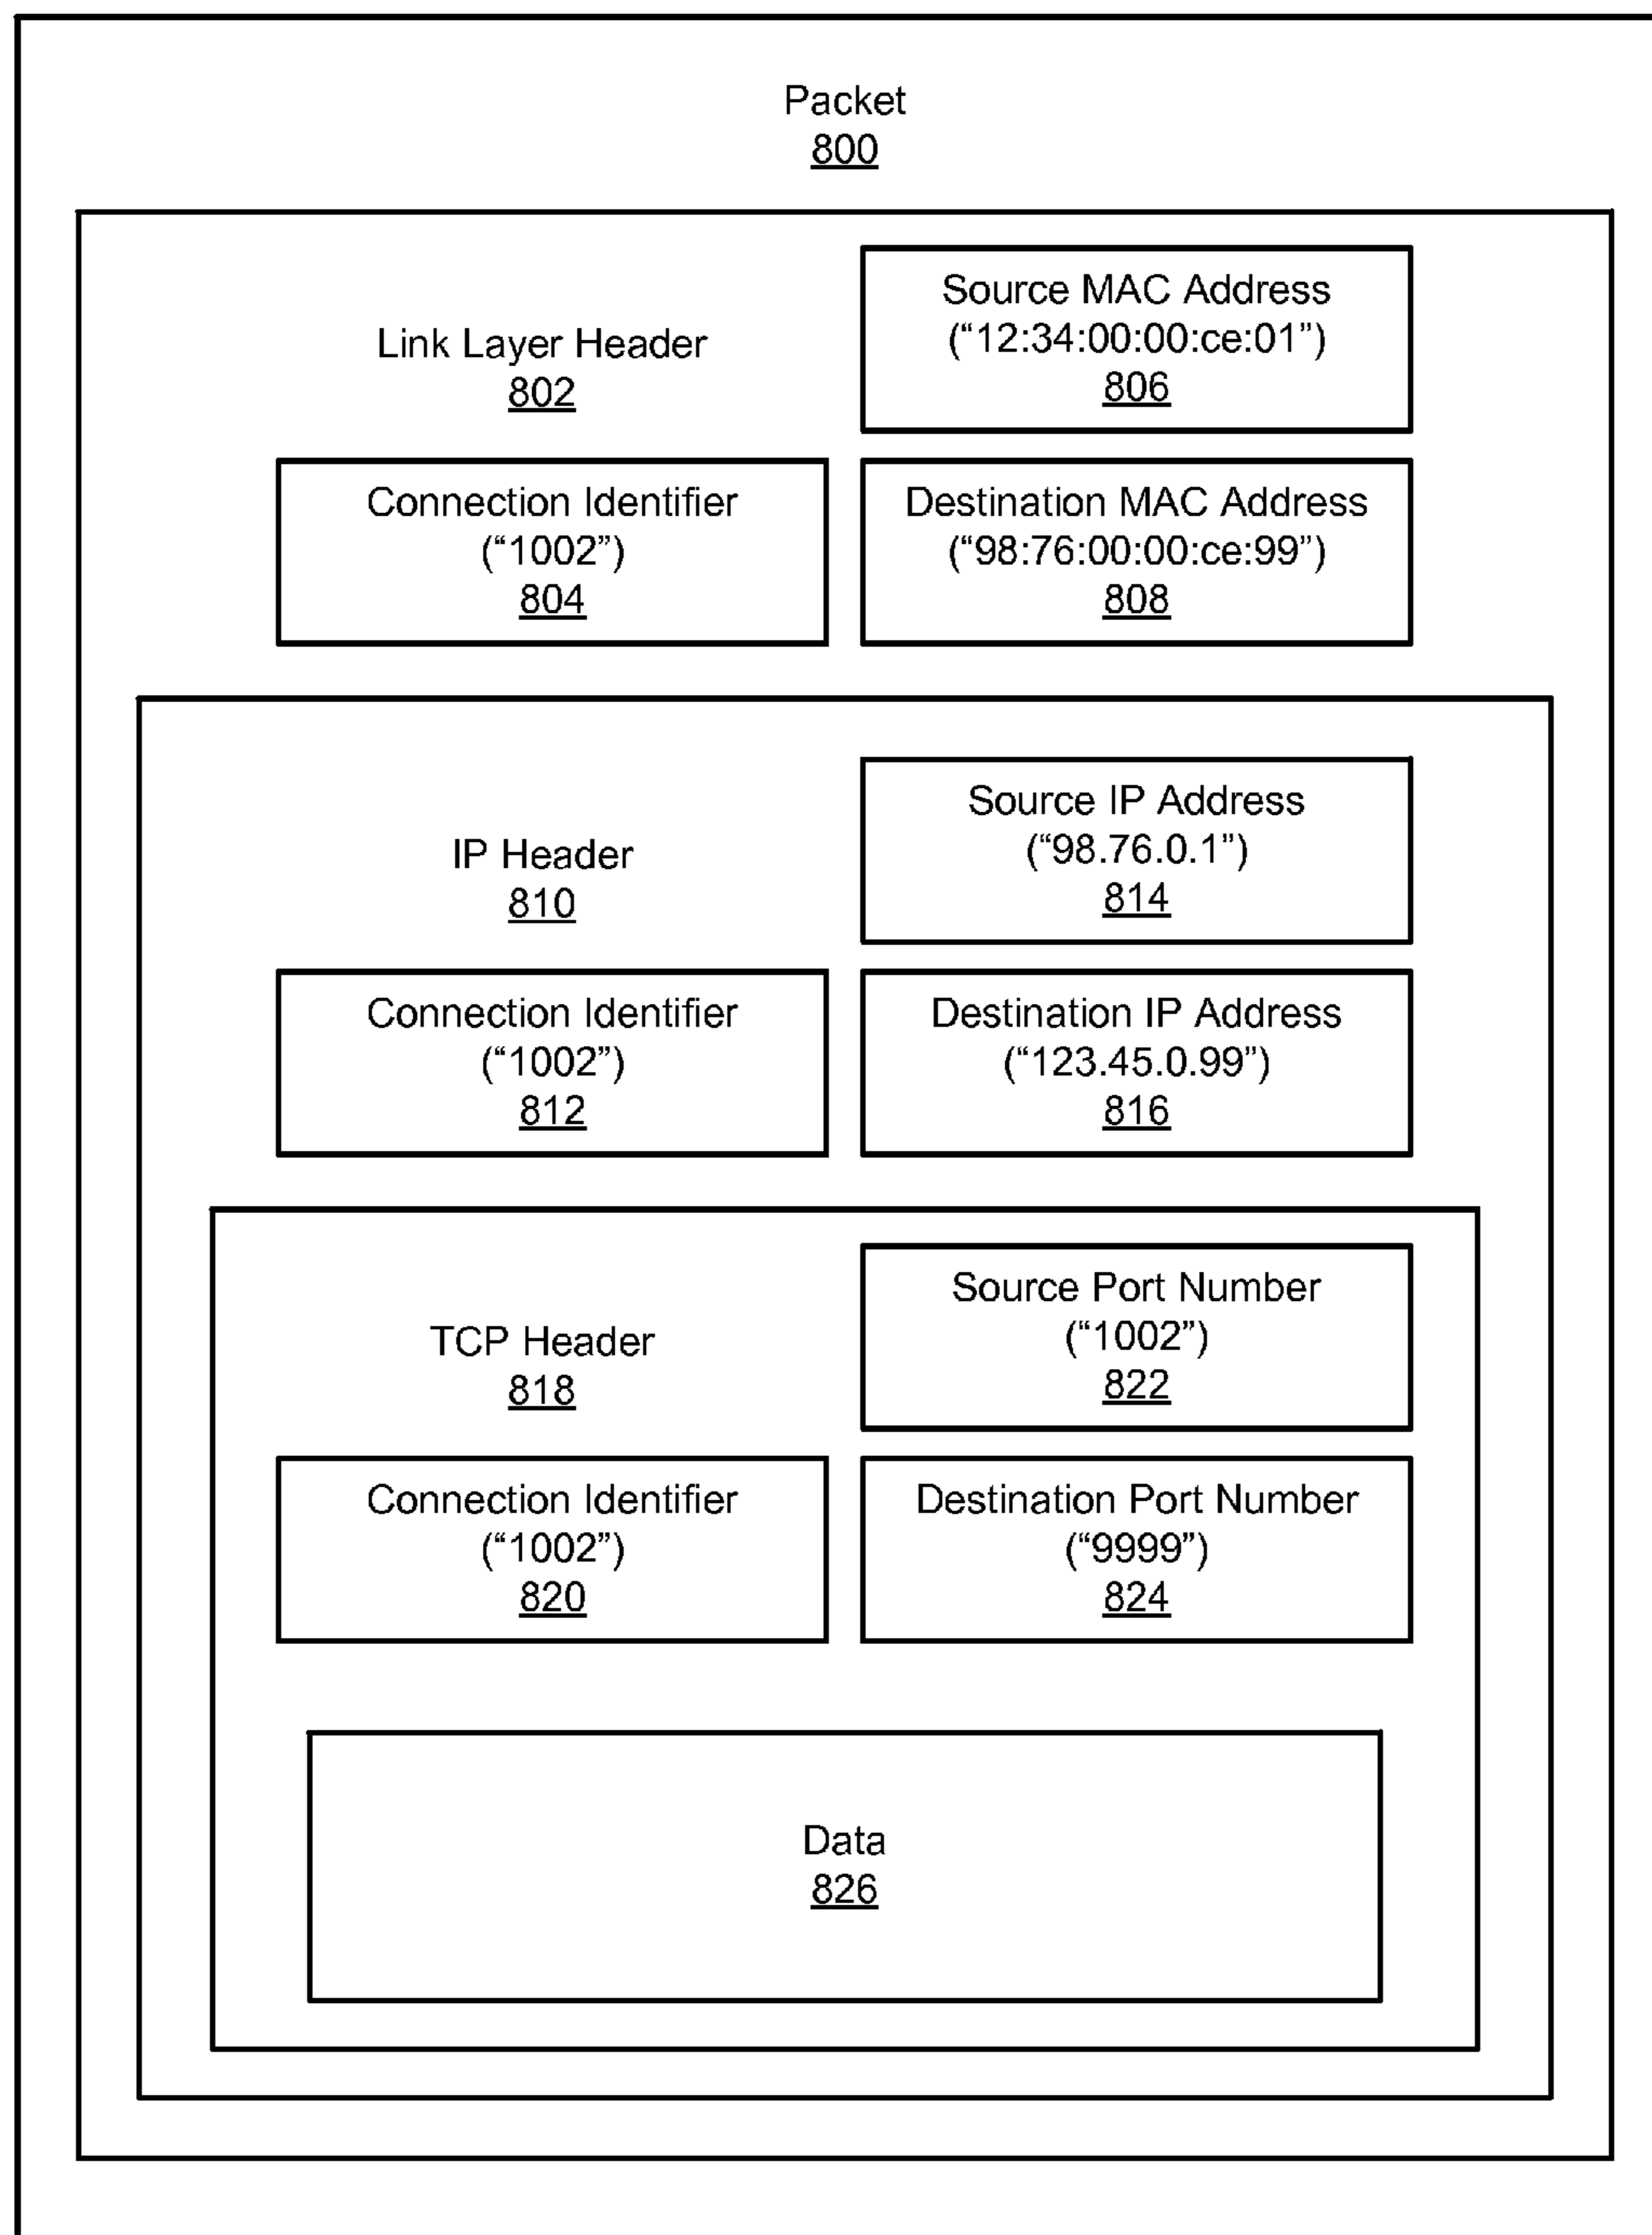 Packet
800
Link Layer Header
802
Source MAC Address
(“12:34:00:00:ce:01”)
806
Connection Identifier
(“1002”)
804
Destination MAC Address
(“98:76:00:00:ce:99”)
808
IP Header
810
Source IP Address
(“98.76.0.1”)
814
Connection Identifier
(“1002”)
812
Destination IP Address
(“123.45.0.99”)
816
TCP Header
818
Source Port Number
(“1002”)
822
Connection Identifier
(“1002”)
820
Destination Port Number
(“9999”)
824
Data
826